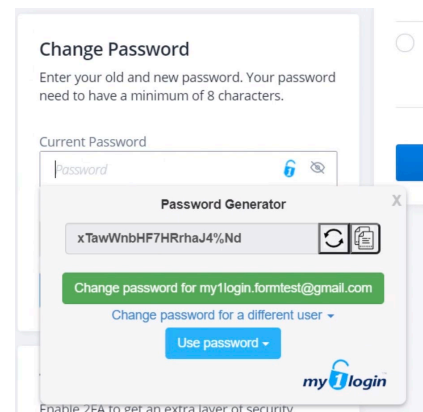 Change Password
Enter your old and new password. Your password
need to have a minimum of 8 characters.
Current Password
Password
X
Password Generator
xTawWnbHF7HRrhaJ4%Nd
Change password for my1login.formtest@gmail.com
Change password for a different user
Use password
my1login
Enable 2FA to get an extra layer of security